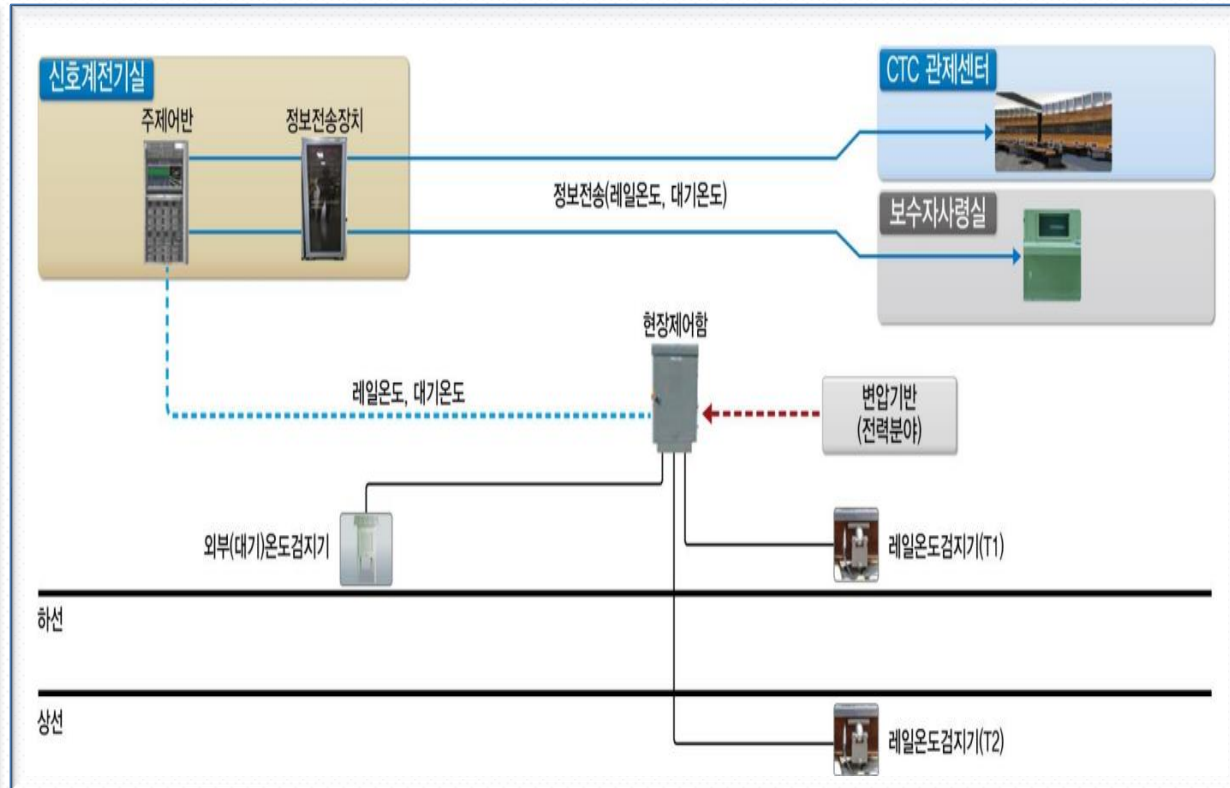 신호계전기실
주제어반
정보전송장치
CTC 관제센터
정보전송(레일온도, 대기온도)
보수자사령실
현장제어함
레일온도, 대기온도
변압기반
(전력분야)
외부(대기)온도검지기
레일온도검지기(T1)
하선
상선
레일온도검지기(T2)